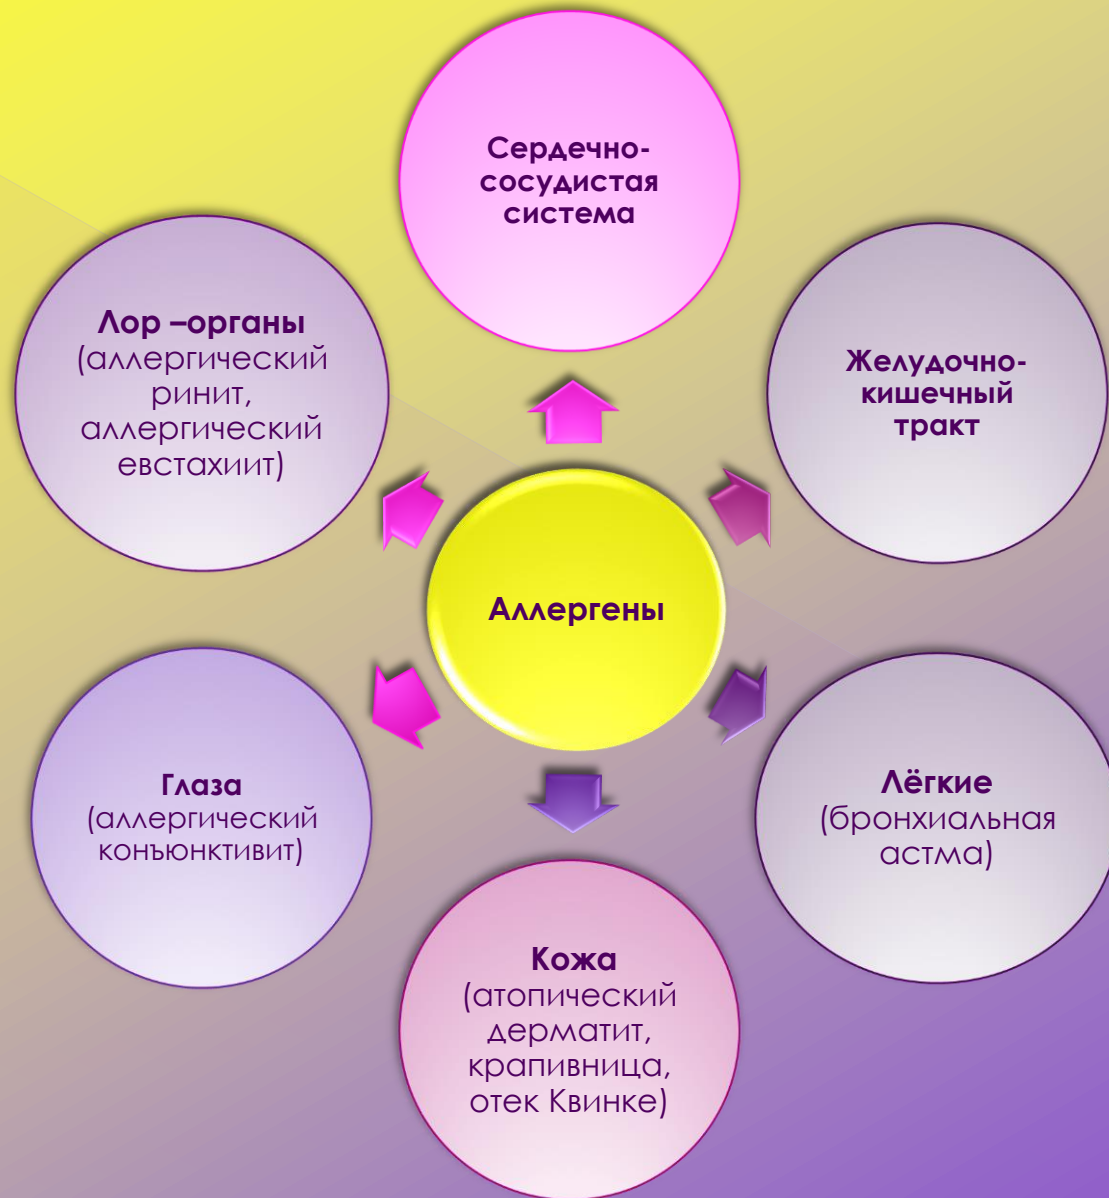 Сердечно-
сосудистая
система
Лор –органы
(аллергический
ринит,
аллергический
евстахиит)
Желудочно-
кишечный
тракт
Аллергены
Глаза
(аллергический
конъюнктивит)
Лёгкие
(бронхиальная
астма)
Кожа
(атопический
дерматит,
крапивница,
отек Квинке)